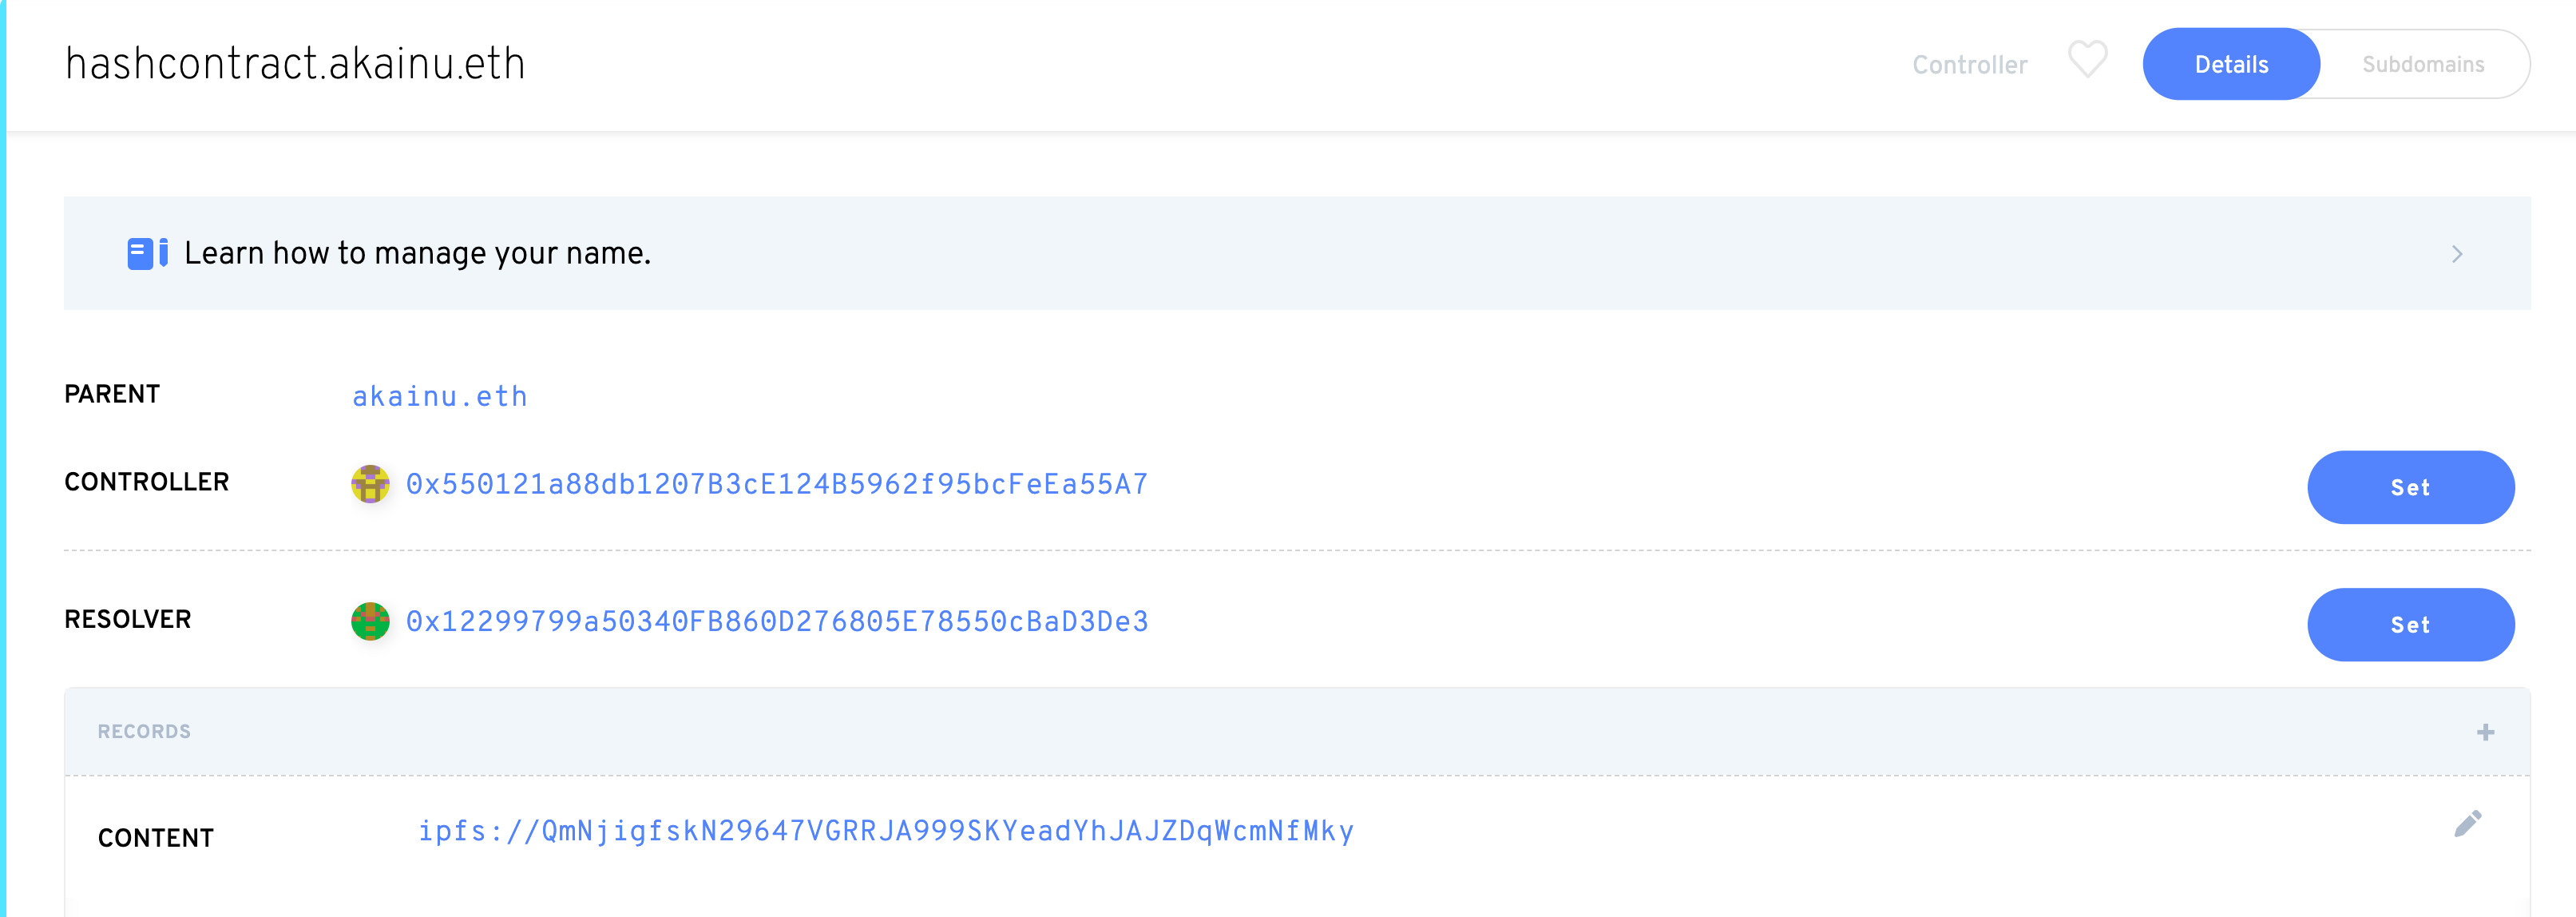 hashcontract.akainu.eth
Controller
Details
Subdomains
Learn how to manage your name.
PARENT
akainu.eth
CONTROLLER
0x550121a88db1207B3cE124B5962f95bcFeEa55A7
Set
RESOLVER
0x12299799a50340FB860D276805E78550cBaD3De3
Set
RECORDS
+
CONTENT
ipfs://QmNjigfskN29647VGRRJA999SKYeadYhJAJZDqWcmNfMky